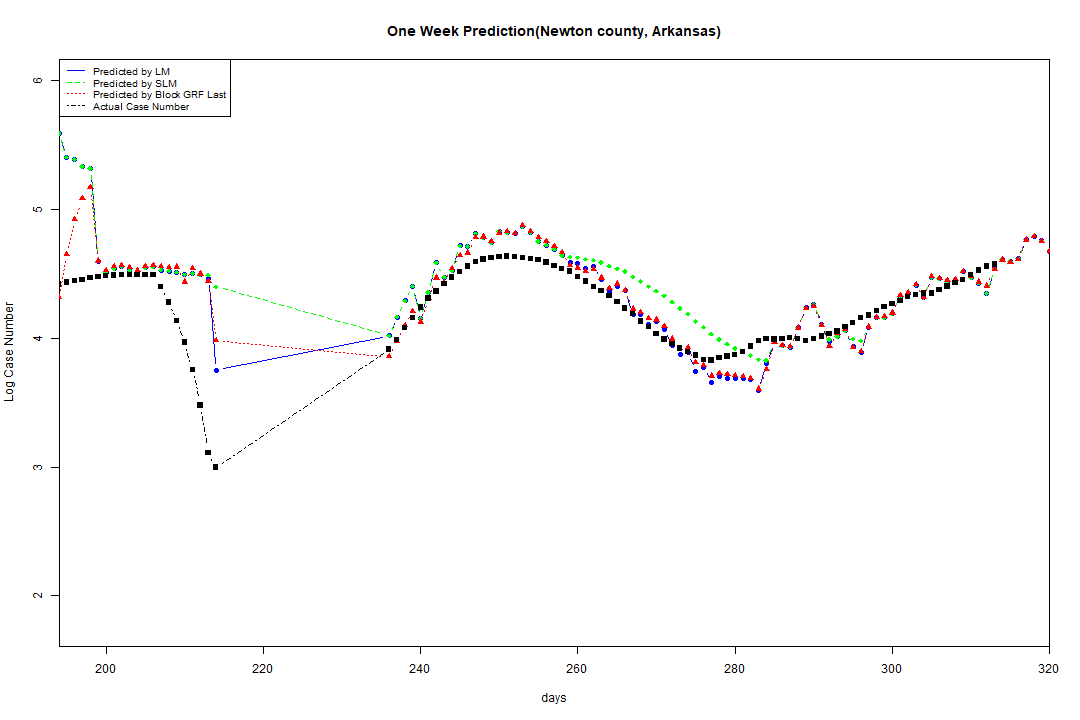 One Week Prediction(Newton county, Arkansas)
Predicted by LM
Predicted by SLM
Predicted by Block GRF Last
Actual Case Number
Log Case Number
6
5
4
3
2
200 220 240 260 280 300 320
days